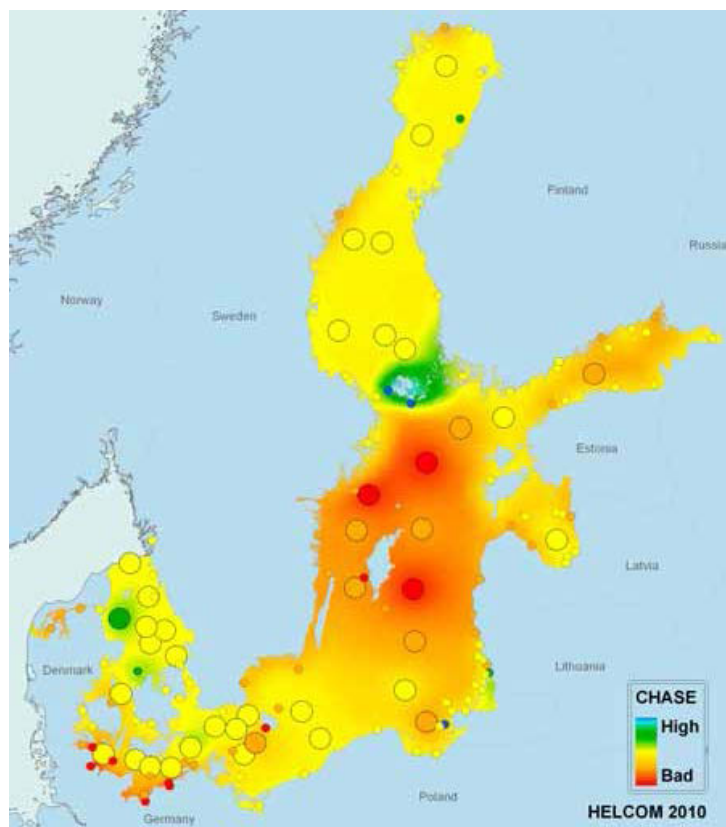 Finland
Russia
Norway
Sweden
Estonia
Latvia
Denmark
Lithuania
CHASE
High
Bad
Poland
HELCOM 2010
Germany